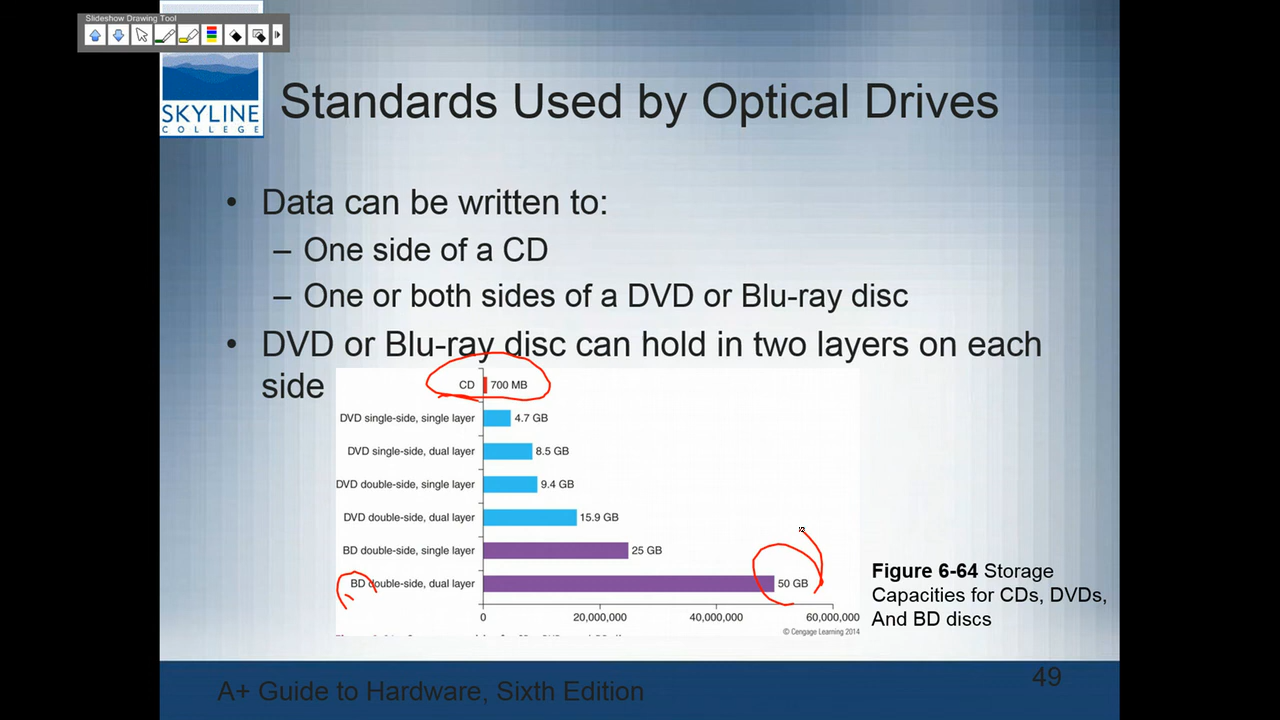 Slideshow Drawing Tool
SKYLINE
COLLEGE
Standards Used by Optical Drives
• Data can be written to:
– One side of a CD
– One or both sides of a DVD or Blu-ray disc
• DVD or Blu-ray disc can hold in two layers on each
side
CD 700 MB
DVD single-side, single layer 4.7 GB
DVD single-side, dual layer 8.5 GB
DVD double-side, single layer 9.4 GB
DVD double-side, dual layer 15.9 GB
BD double-side, single layer 25 GB
BD double-side, dual layer 50 GB
0 20,000,000 40,000,000 60,000,000
© Cengage Learning 2014
Figure 6-64 Storage
Capacities for CDs, DVDs,
And BD discs
A+ Guide to Hardware, Sixth Edition
49